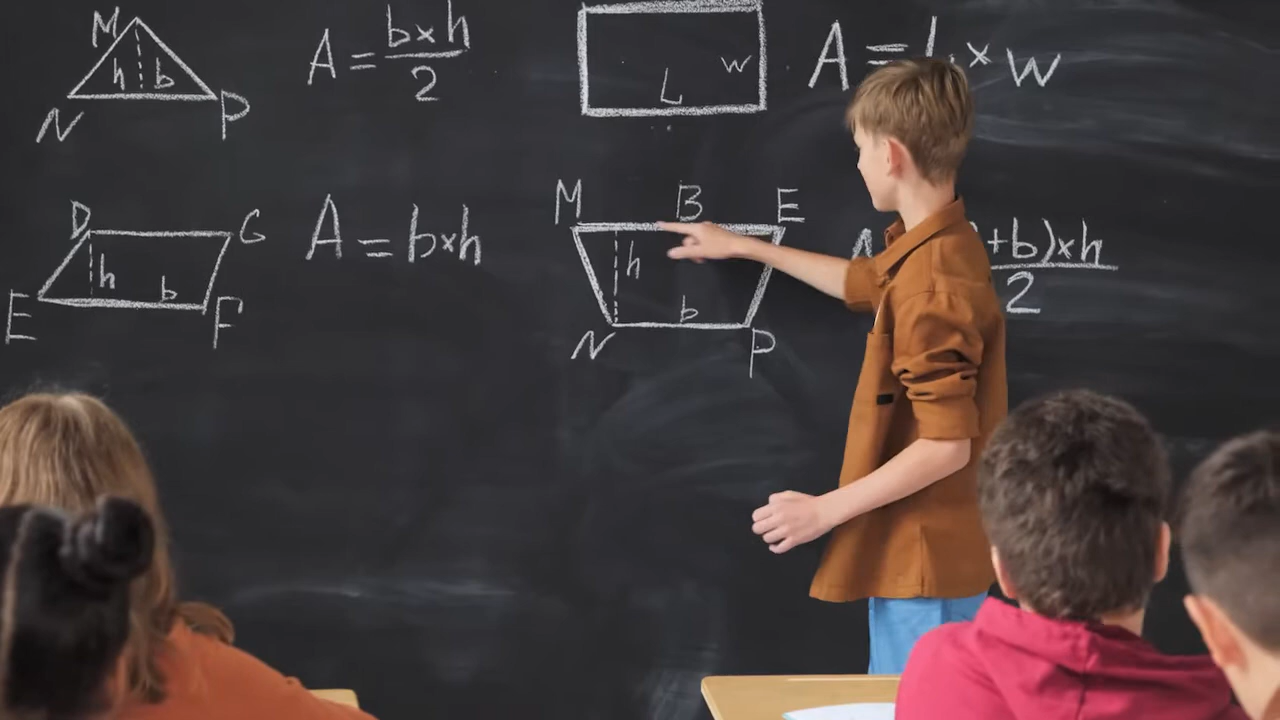 M
h b
N P
A = b×h
2
L W
A = L × W
D G
h b
E F
A = b×h
M B E
h
b
N P
+b)×h
2